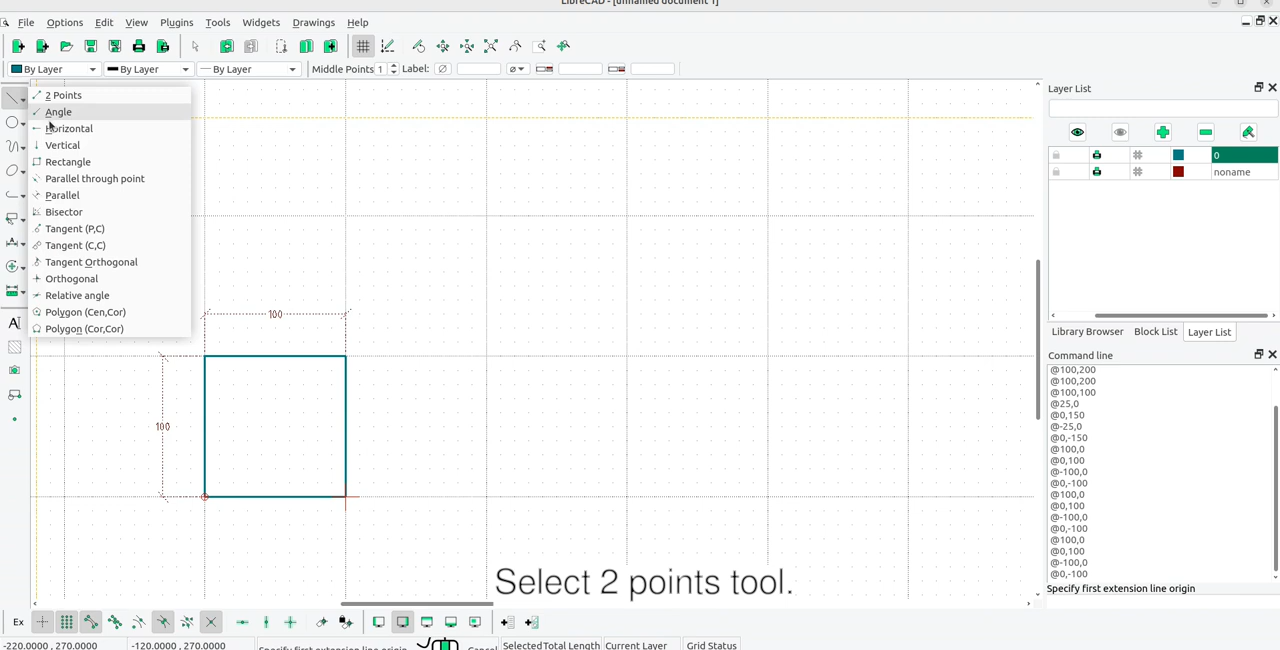 LibreCAD - [unnamed document 1]
File Options Edit View Plugins Tools Widgets Drawings Help
By Layer By Layer By Layer Middle Points 1 Label:
2 Points
Angle
Horizontal
Vertical
Rectangle
Parallel through point
Parallel
Bisector
Tangent (P,C)
Tangent (C,C)
Tangent Orthogonal
Orthogonal
Relative angle
Polygon (Cen,Cor)
Polygon (Cor,Cor)
100
100
Select 2 points tool.
Layer List
0
noname
Library Browser Block List Layer List
Command line
@100,200
@100,200
@100,100
@25,0
@0,150
@-25,0
@0,-150
@100,0
@0,100
@-100,0
@0,-100
@100,0
@0,100
@-100,0
@0,-100
@100,0
@0,100
@-100,0
@0,-100
Specify first extension line origin
Ex
-220.0000 , 270.0000 -120.0000 , 270.0000 Specify first extension line origin Cancel Selected Total Length Current Layer Grid Status